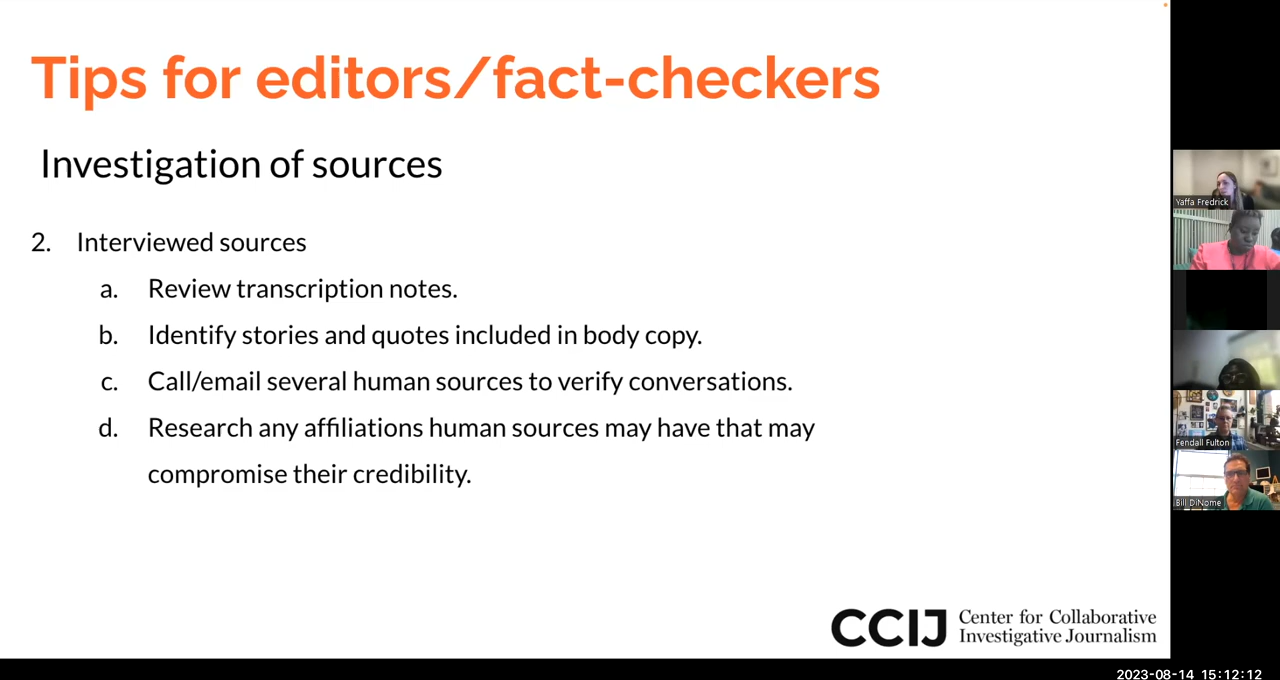 Tips for editors/fact-checkers
Investigation of sources
2. Interviewed sources
a. Review transcription notes.
b. Identify stories and quotes included in body copy.
c. Call/email several human sources to verify conversations.
d. Research any affiliations human sources may have that may
compromise their credibility.
CCIJ
Center for Collaborative
Investigative Journalism
Yaffa Fredrick
Fendall Fulton
Bill DiNome
2023-08-14 15:12:12